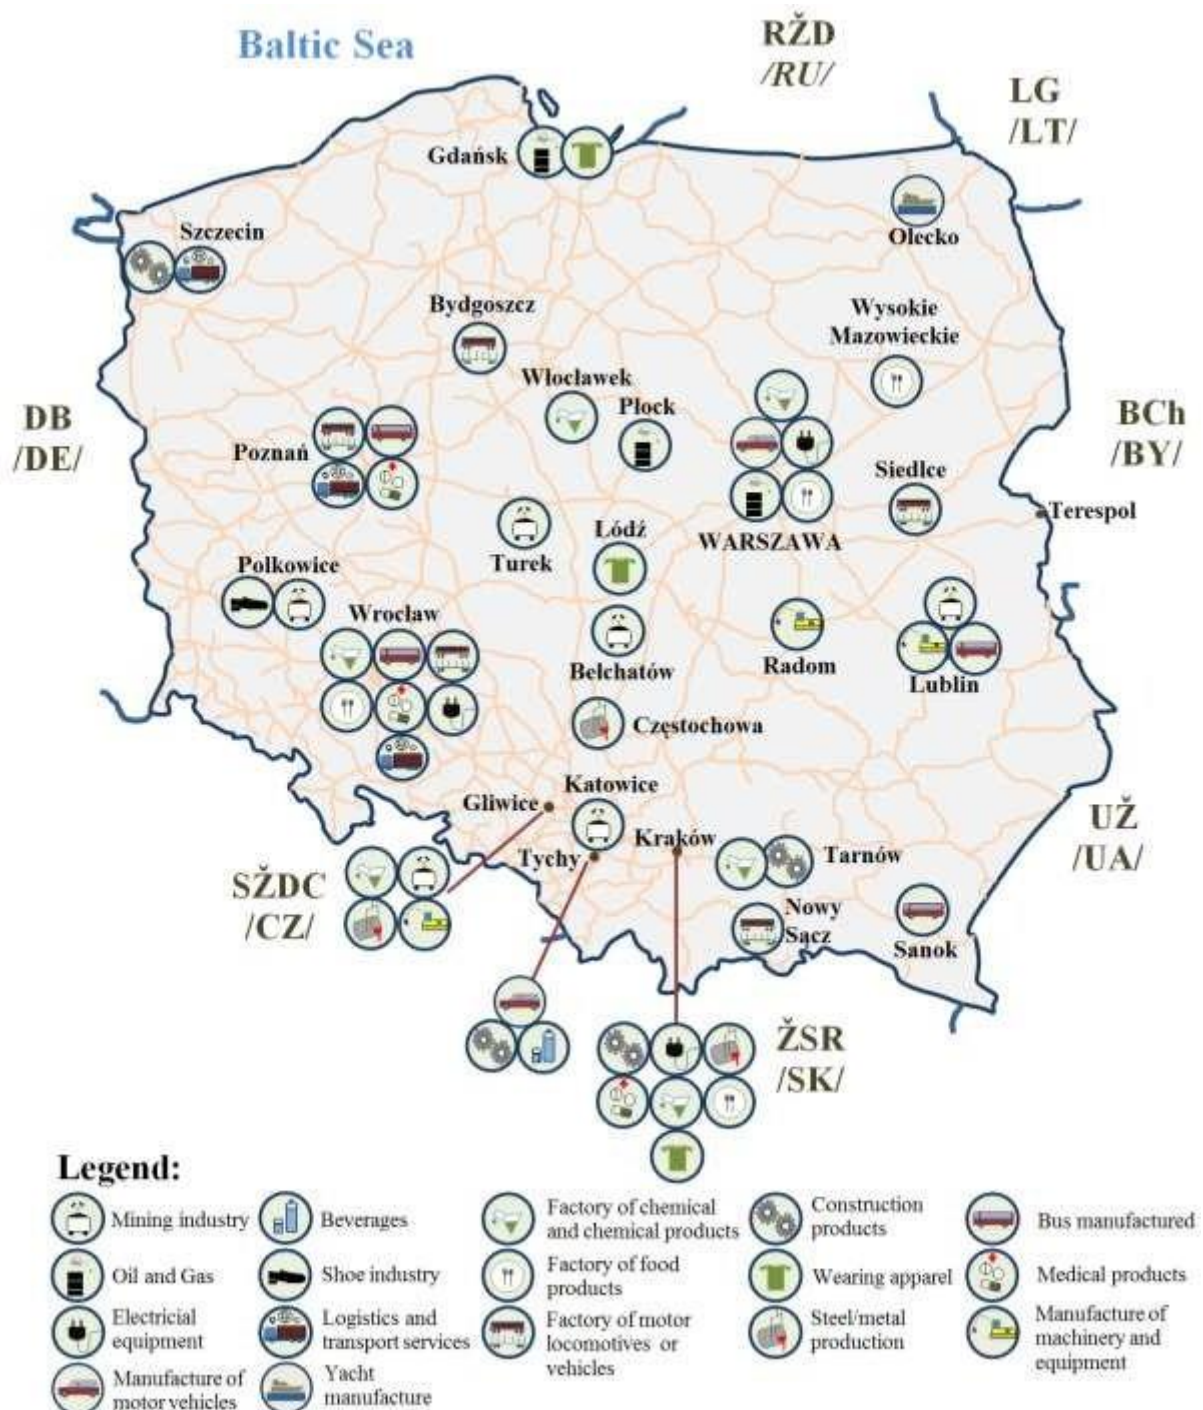 Baltic Sea
RŽD
/RU/
LG
/LT/
Gdańsk
Olecko
Szczecin
Bydgoszcz
Wysokie
Mazowieckie
Włocławek
Płock
DB
/DE/
BCh
/BY/
Poznań
Siedlce
Terespol
WARSZAWA
Turek
Łódź
Polkowice
Wrocław
Radom
Lublin
Bełchatów
Częstochowa
Katowice
Gliwice
Kraków
Tychy
Tarnów
UŽ
/UA/
SŽDC
/CZ/
Nowy
Sącz
Sanok
ŽSR
/SK/
Legend:
Mining industry
Beverages
Factory of chemical
and chemical products
Construction
products
Bus manufactured
Oil and Gas
Shoe industry
Factory of food
products
Wearing apparel
Medical products
Electricial
equipment
Logistics and
transport services
Factory of motor
locomotives or
vehicles
Steel/metal
production
Manufacture of
machinery and
equipment
Manufacture of
motor vehicles
Yacht
manufacture